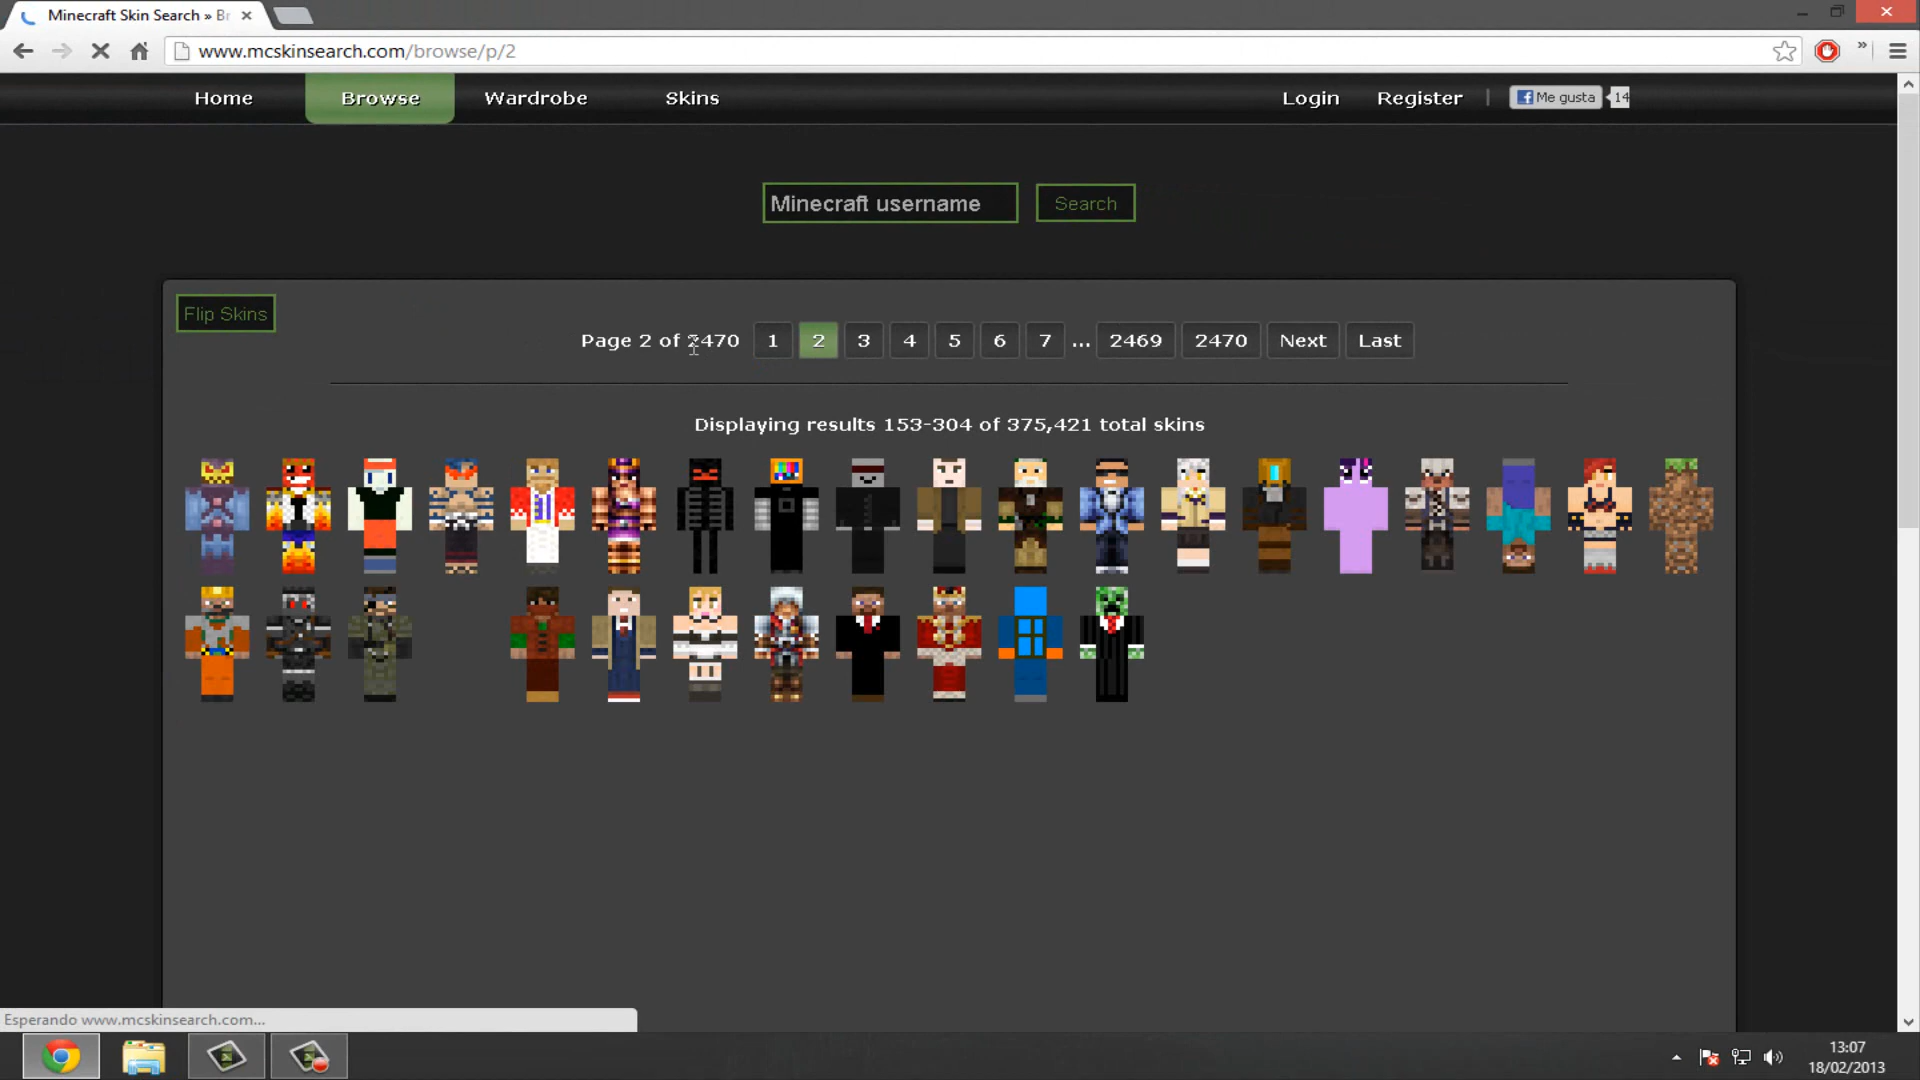 Minecraft Skin Search » Br
www.mcskinsearch.com/browse/p/2
Home Browse Wardrobe Skins Login Register | Me gusta 14
Minecraft username Search
Flip Skins
Page 2 of 2470 1 2 3 4 5 6 7 ... 2469 2470 Next Last
Displaying results 153-304 of 375,421 total skins
Esperando www.mcskinsearch.com...
13:07
18/02/2013